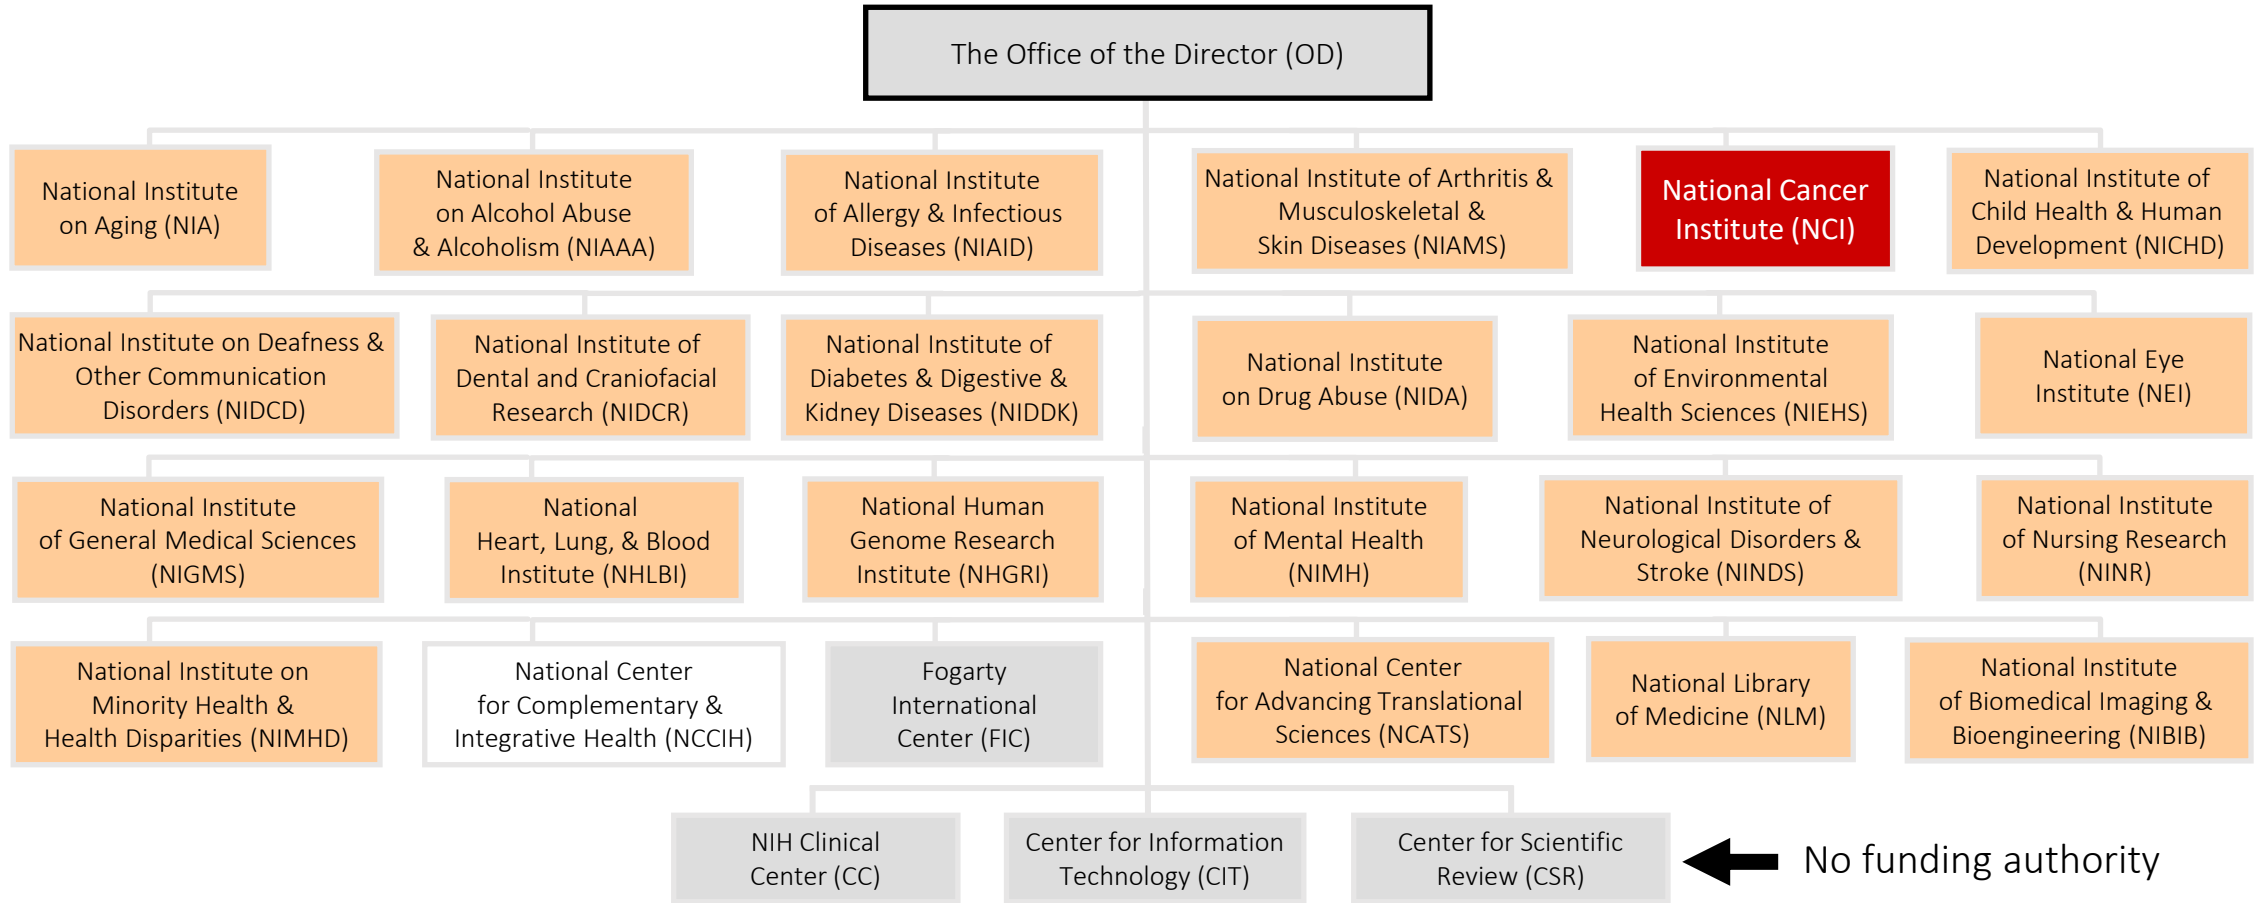 The Office of the Director (OD)
National Institute
on Aging (NIA)
National Institute
on Alcohol Abuse
& Alcoholism (NIAAA)
National Institute
of Allergy & Infectious
Diseases (NIAID)
National Institute of Arthritis &
Musculoskeletal &
Skin Diseases (NIAMS)
National Cancer
Institute (NCI)
National Institute of
Child Health & Human
Development (NICHD)
National Institute on Deafness &
Other Communication
Disorders (NIDCD)
National Institute of
Dental and Craniofacial
Research (NIDCR)
National Institute of
Diabetes & Digestive &
Kidney Diseases (NIDDK)
National Institute
on Drug Abuse (NIDA)
National Institute
of Environmental
Health Sciences (NIEHS)
National Eye
Institute (NEI)
National Institute
of General Medical Sciences
(NIGMS)
National
Heart, Lung, & Blood
Institute (NHLBI)
National Human
Genome Research
Institute (NHGRI)
National Institute
of Mental Health
(NIMH)
National Institute of
Neurological Disorders &
Stroke (NINDS)
National Institute
of Nursing Research
(NINR)
National Institute on
Minority Health &
Health Disparities (NIMHD)
National Center
for Complementary &
Integrative Health (NCCIH)
Fogarty
International
Center (FIC)
National Center
for Advancing Translational
Sciences (NCATS)
National Library
of Medicine (NLM)
National Institute
of Biomedical Imaging &
Bioengineering (NIBIB)
NIH Clinical
Center (CC)
Center for Information
Technology (CIT)
Center for Scientific
Review (CSR)
No funding authority